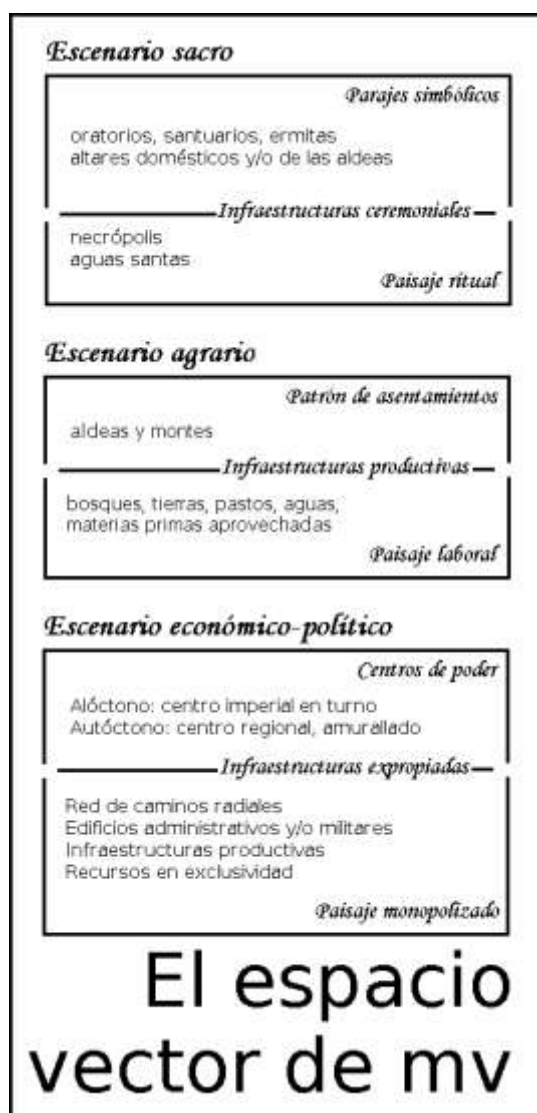 Escenario sacro
Parajes simbólicos
oratorios, santuarios, ermitas
altares domésticos y/o de las aldeas
Infraestructuras ceremoniales
necrópolis
aguas santas
Paisaje ritual
Escenario agrario
Patrón de asentamientos
aldeas y montes
Infraestructuras productivas
bosques, tierras, pastos, aguas,
materias primas aprovechadas
Paisaje laboral
Escenario económico-político
Centros de poder
Alóctono: centro imperial en turno
Autóctono: centro regional, amurallado
Infraestructuras expropiadas
Red de caminos radiales
Edificios administrativos y/o militares
Infraestructuras productivas
Recursos en exclusividad
Paisaje monopolizado
El espacio
vector de mv